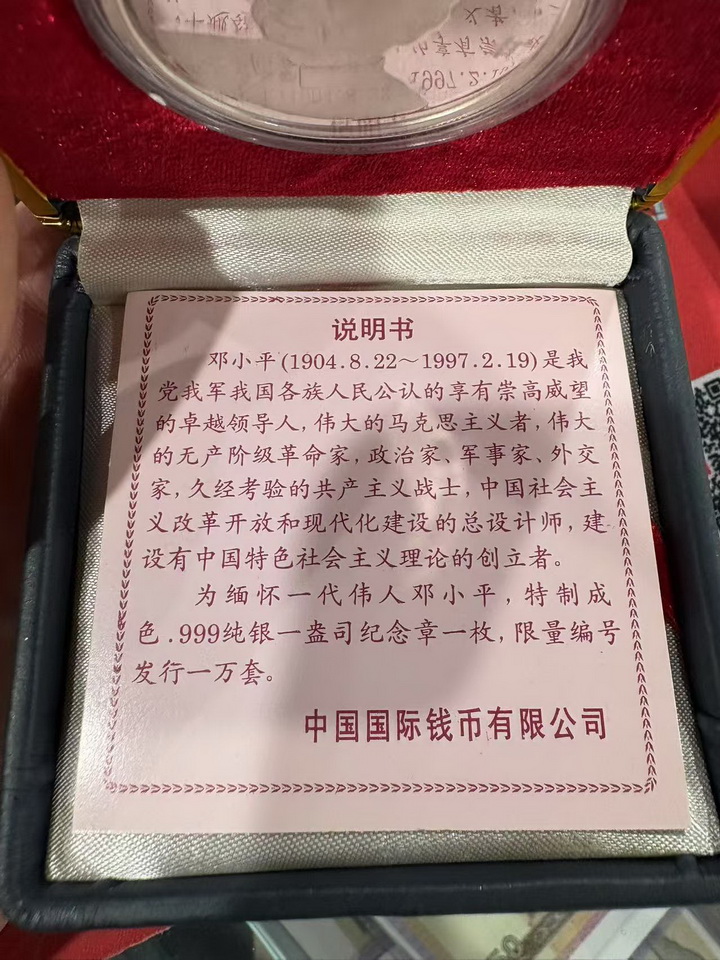 说明书
邓小平(1904.8.22～1997.2.19)是我
党我军我国各族人民公认的享有崇高威望
的卓越领导人,伟大的马克思主义者,伟大
的无产阶级革命家,政治家、军事家、外交
家,久经考验的共产主义战士,中国社会主
义改革开放和现代化建设的总设计师,建
设有中国特色社会主义理论的创立者。
为缅怀一代伟人邓小平,特制成
色.999纯银一盎司纪念章一枚,限量编号
发行一万套。
中国国际钱币有限公司